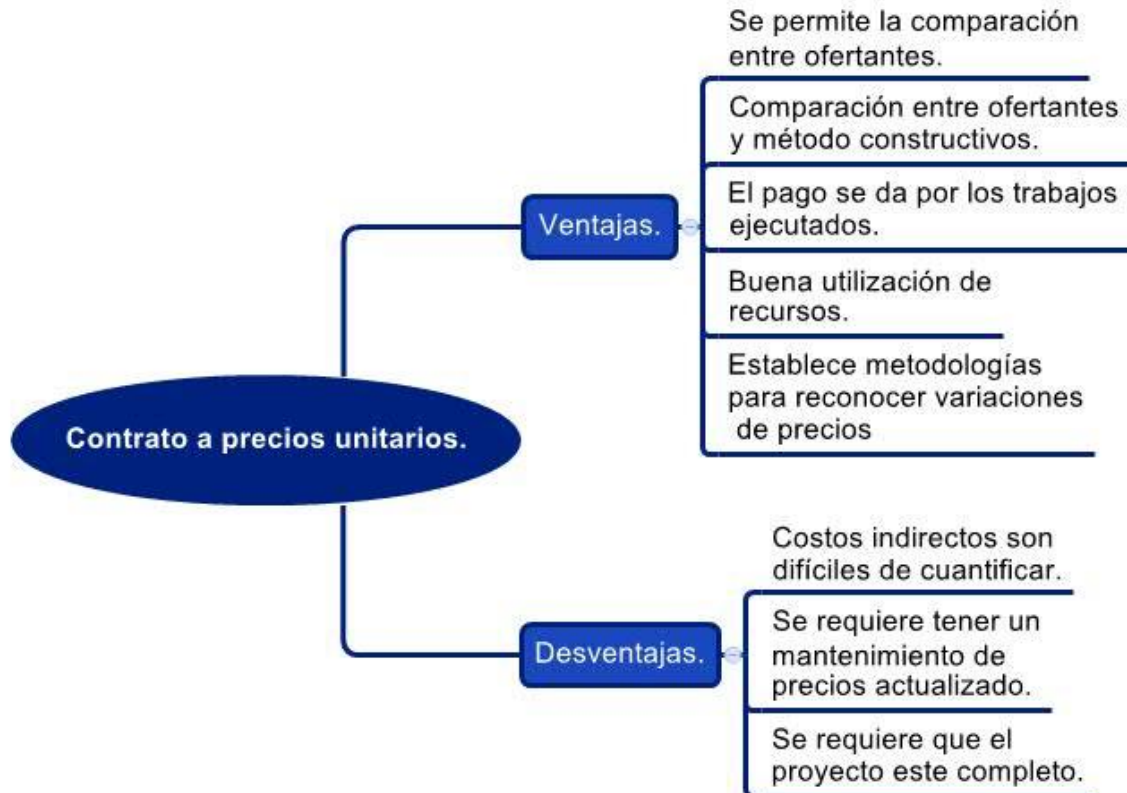 Contrato a precios unitarios.
Ventajas.
Se permite la comparación
entre ofertantes.
Comparación entre ofertantes
y método constructivos.
El pago se da por los trabajos
ejecutados.
Buena utilización de
recursos.
Establece metodologías
para reconocer variaciones
de precios
Desventajas.
Costos indirectos son
difíciles de cuantificar.
Se requiere tener un
mantenimiento de
precios actualizado.
Se requiere que el
proyecto este completo.